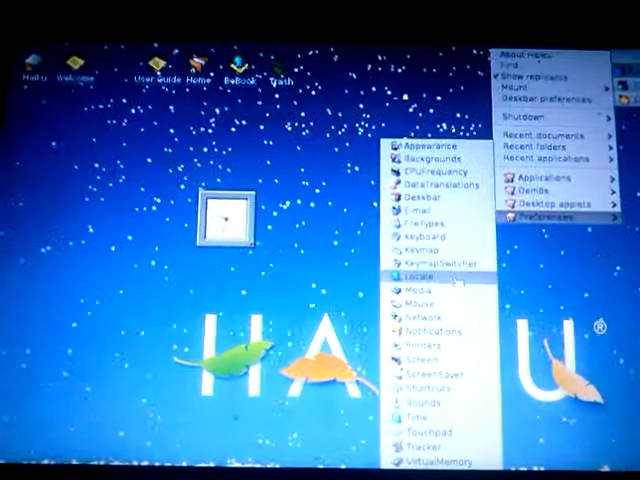 Haiku
Welcome
User Guide
Home
BeBook
Trash
About Haiku
Find
Show replicants
Mount
Deskbar preferences
Shutdown
Recent documents
Recent folders
Recent applications
Applications
Demos
Desktop applets
Preferences
Appearance
Backgrounds
CPUFrequency
DataTranslations
Deskbar
E-mail
FileTypes
Keyboard
Keymap
KeymapSwitcher
Locale
Media
Mouse
Network
Notifications
Printers
Screen
ScreenSaver
Shortcuts
Sounds
Time
Touchpad
Tracker
VirtualMemory
HA U®